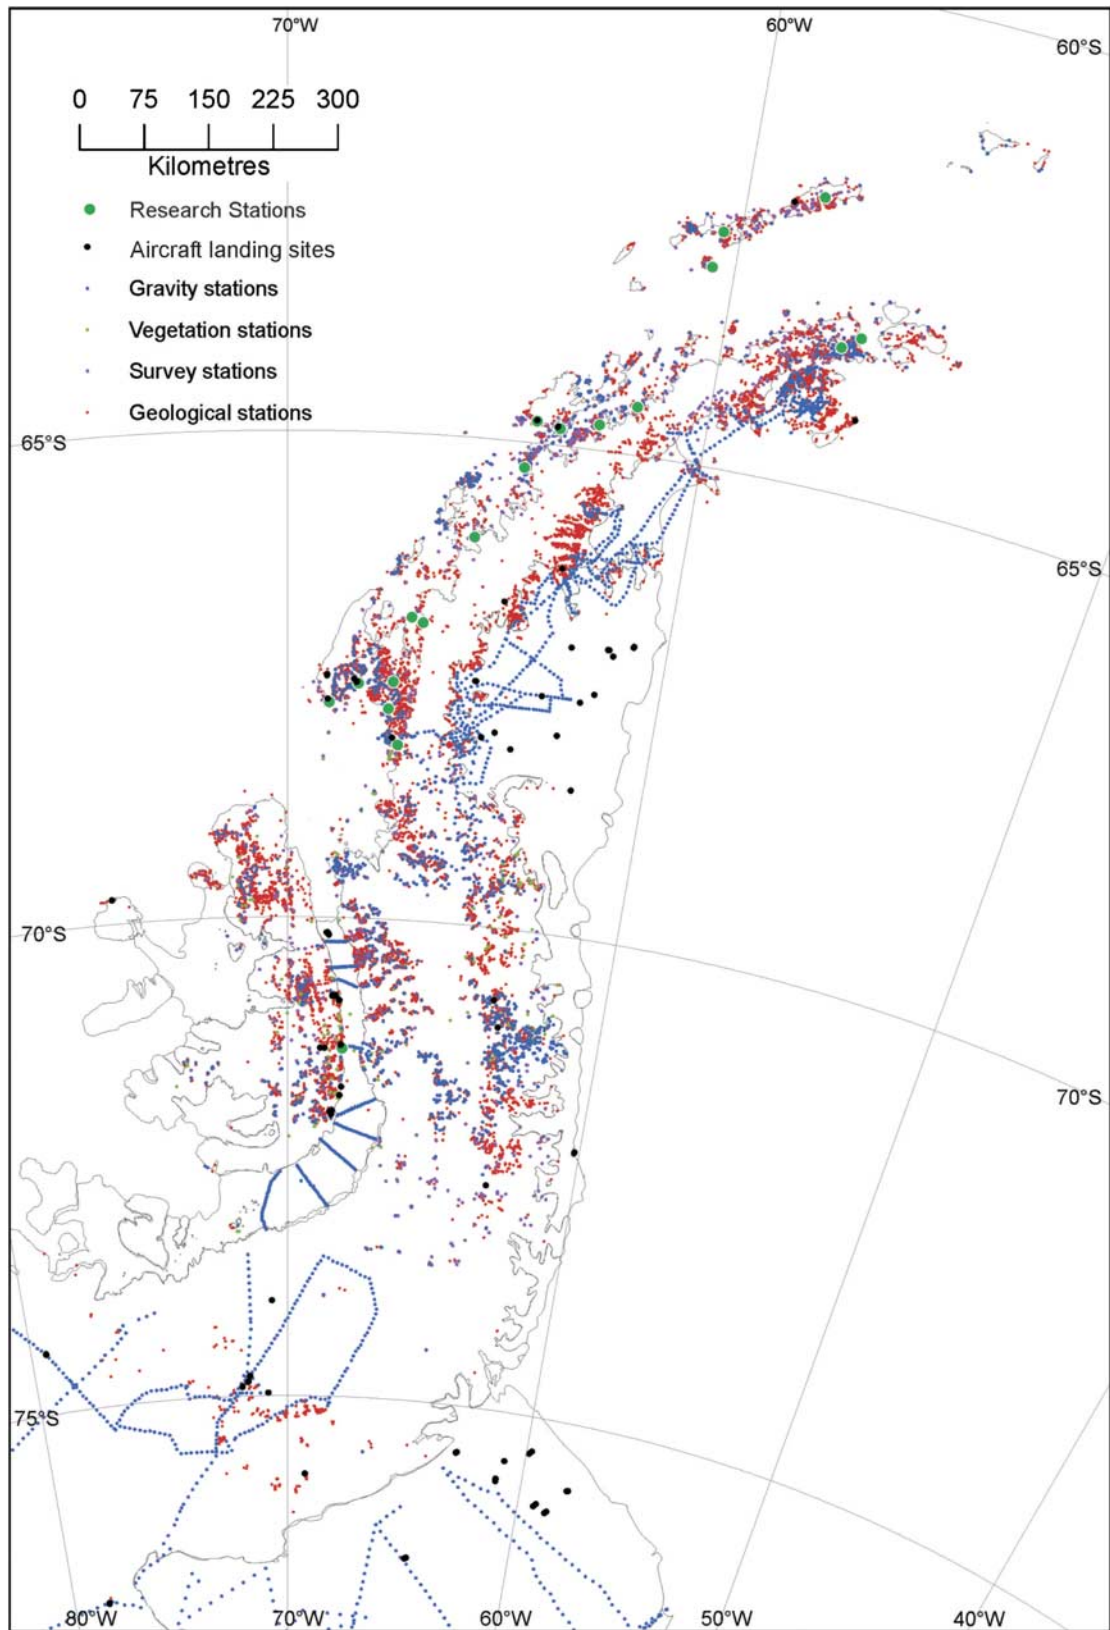 70°W 60°W
60°S
0 75 150 225 300
Kilometres
Research Stations
Aircraft landing sites
Gravity stations
Vegetation stations
Survey stations
Geological stations
65°S
65°S
70°S
70°S
75°S
80°W 70°W 60°W 50°W 40°W